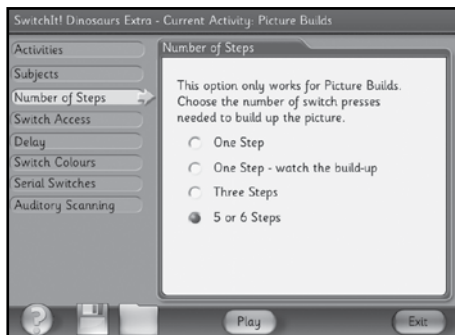 SwitchIt! Dinosaurs Extra - Current Activity: Picture Builds
Activities
Subjects
Number of Steps
Switch Access
Delay
Switch Colours
Serial Switches
Auditory Scanning
Number of Steps
This option only works for Picture Builds.
Choose the number of switch presses
needed to build up the picture.
One Step
One Step - watch the build-up
Three Steps
5 or 6 Steps
?
Play
Exit